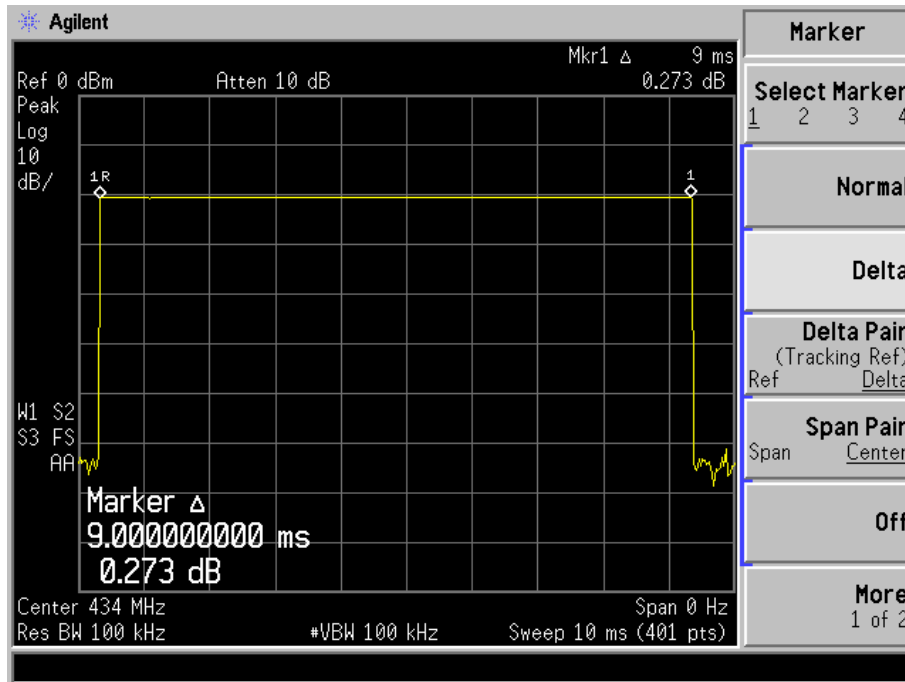 Agilent
Mkr1 Δ 9 ms
Ref 0 dBm Atten 10 dB 0.273 dB
Peak
Log
10
dB/
1R
1
W1 S2
S3 FS
AA
Marker Δ
9.000000000 ms
0.273 dB
Center 434 MHz Span 0 Hz
Res BW 100 kHz #VBW 100 kHz Sweep 10 ms (401 pts)
Marker
Select Marker
1 2 3 4
Normal
Delta
Delta Pair
(Tracking Ref)
Ref Delta
Span Pair
Span Center
Off
More
1 of 2